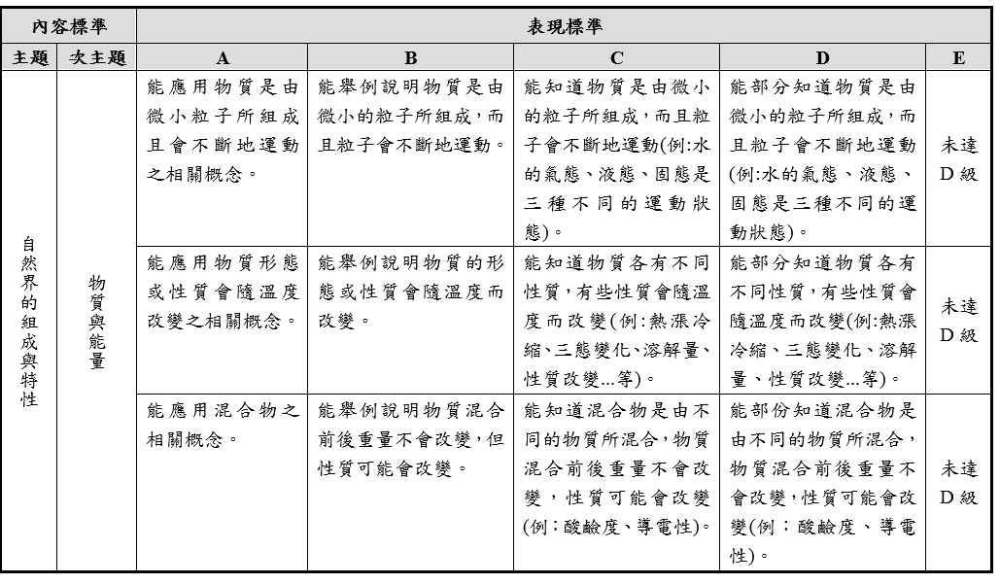 內容標準
表現標準
主題
次主題
A
B
C
D
E
自然界的組成與特性
物質與能量
能應用物質是由
微小粒子所組成
且會不斷地運動
之相關概念。
能舉例說明物質是由
微小的粒子所組成，而
且粒子會不斷地運動。
能知道物質是由微小
的粒子所組成，而且粒
子會不斷地運動(例:水
的氣態、液態、固態是
三種不同的運動狀
態)。
能部分知道物質是由
微小的粒子所組成，而
且粒子會不斷地運動
(例:水的氣態、液態、
固態是三種不同的運
動狀態)。
未達
D 級
能應用物質形態
或性質會隨溫度
改變之相關概念。
能舉例說明物質的形
態或性質會隨溫度而
改變。
能知道物質各有不同
性質，有些性質會隨溫
度而改變(例:熱漲冷
縮、三態變化、溶解量、
性質改變...等)。
能部分知道物質各有
不同性質，有些性質會
隨溫度而改變(例:熱漲
冷縮、三態變化、溶解
量、性質改變...等)。
未達
D 級
能應用混合物之
相關概念。
能舉例說明物質混合
前後重量不會改變，但
性質可能會改變。
能知道混合物是由不
同的物質所混合，物質
混合前後重量不會改
變，性質可能會改變
(例：酸鹼度、導電性)。
能部份知道混合物是
由不同的物質所混合，
物質混合前後重量不
會改變，性質可能會改
變(例：酸鹼度、導電
性)。
未達
D 級